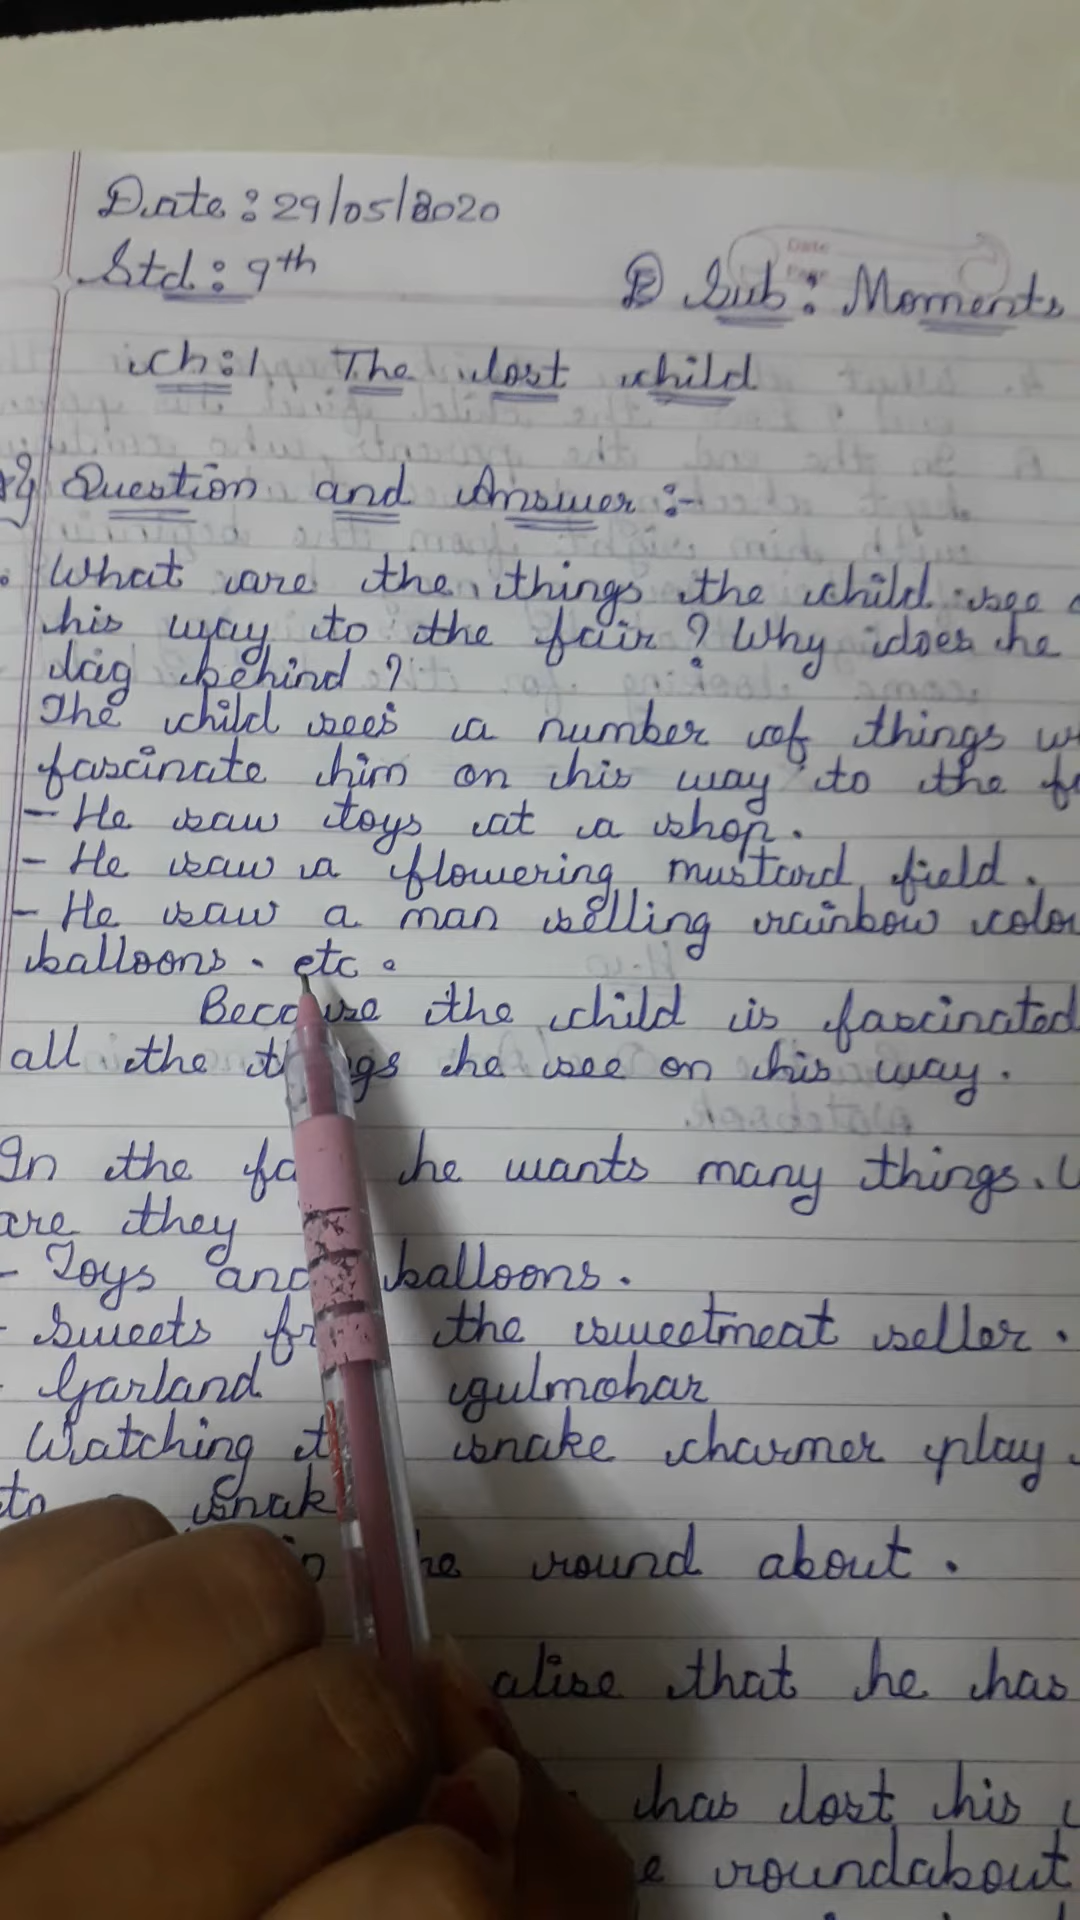 Date: 29/05/2020
Std: 9th
Date
Page
Sub: Moments
Ch:1 The lost child
Question and Answer:-
What are the things the child see
his way to the fair? Why does he
lag behind?
The child sees a number of things
fascinate him on his way to the
- He saw toys at a shop.
- He saw a flowering mustard field.
- He saw a man selling rainbow
balloons. etc.
Because the child is fascinated
all the things he see on his way.
In the he wants many things.
are they
- Toys and balloons.
- Sweets the sweetmeat seller.
- Garland gulmohar
Watching snake charmer play
to
round about.
that he has
has lost his
roundabout